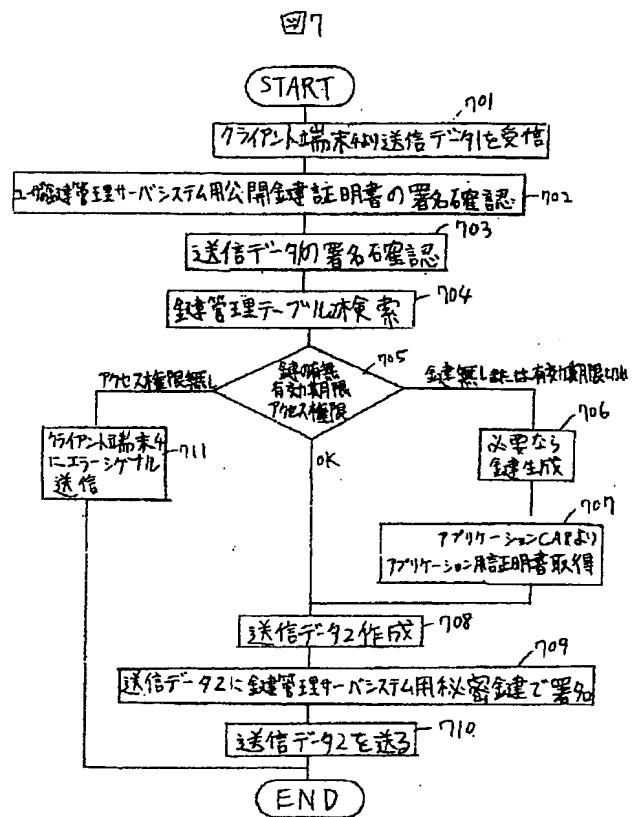 図7
START
701
クライアント端末4より送信データ1を受信
ユーザ鍵管理サーバシステム用公開鍵証明書の署名確認
702
703
送信データ1の署名確認
704
鍵管理テーブル検索
705
鍵の有無
有効期限
アクセス権限
アクセス権限無し
鍵無しまたは有効期限切れ
クライアント端末4
にエラーシグナル
送信
711
OK
706
必要なら
鍵生成
707
アプリケーションCA8より
アプリケーション用証明書取得
送信データ2作成
708
709
送信データ2に鍵管理サーバシステム用秘密鍵で署名
送信データ2を送る
710
END